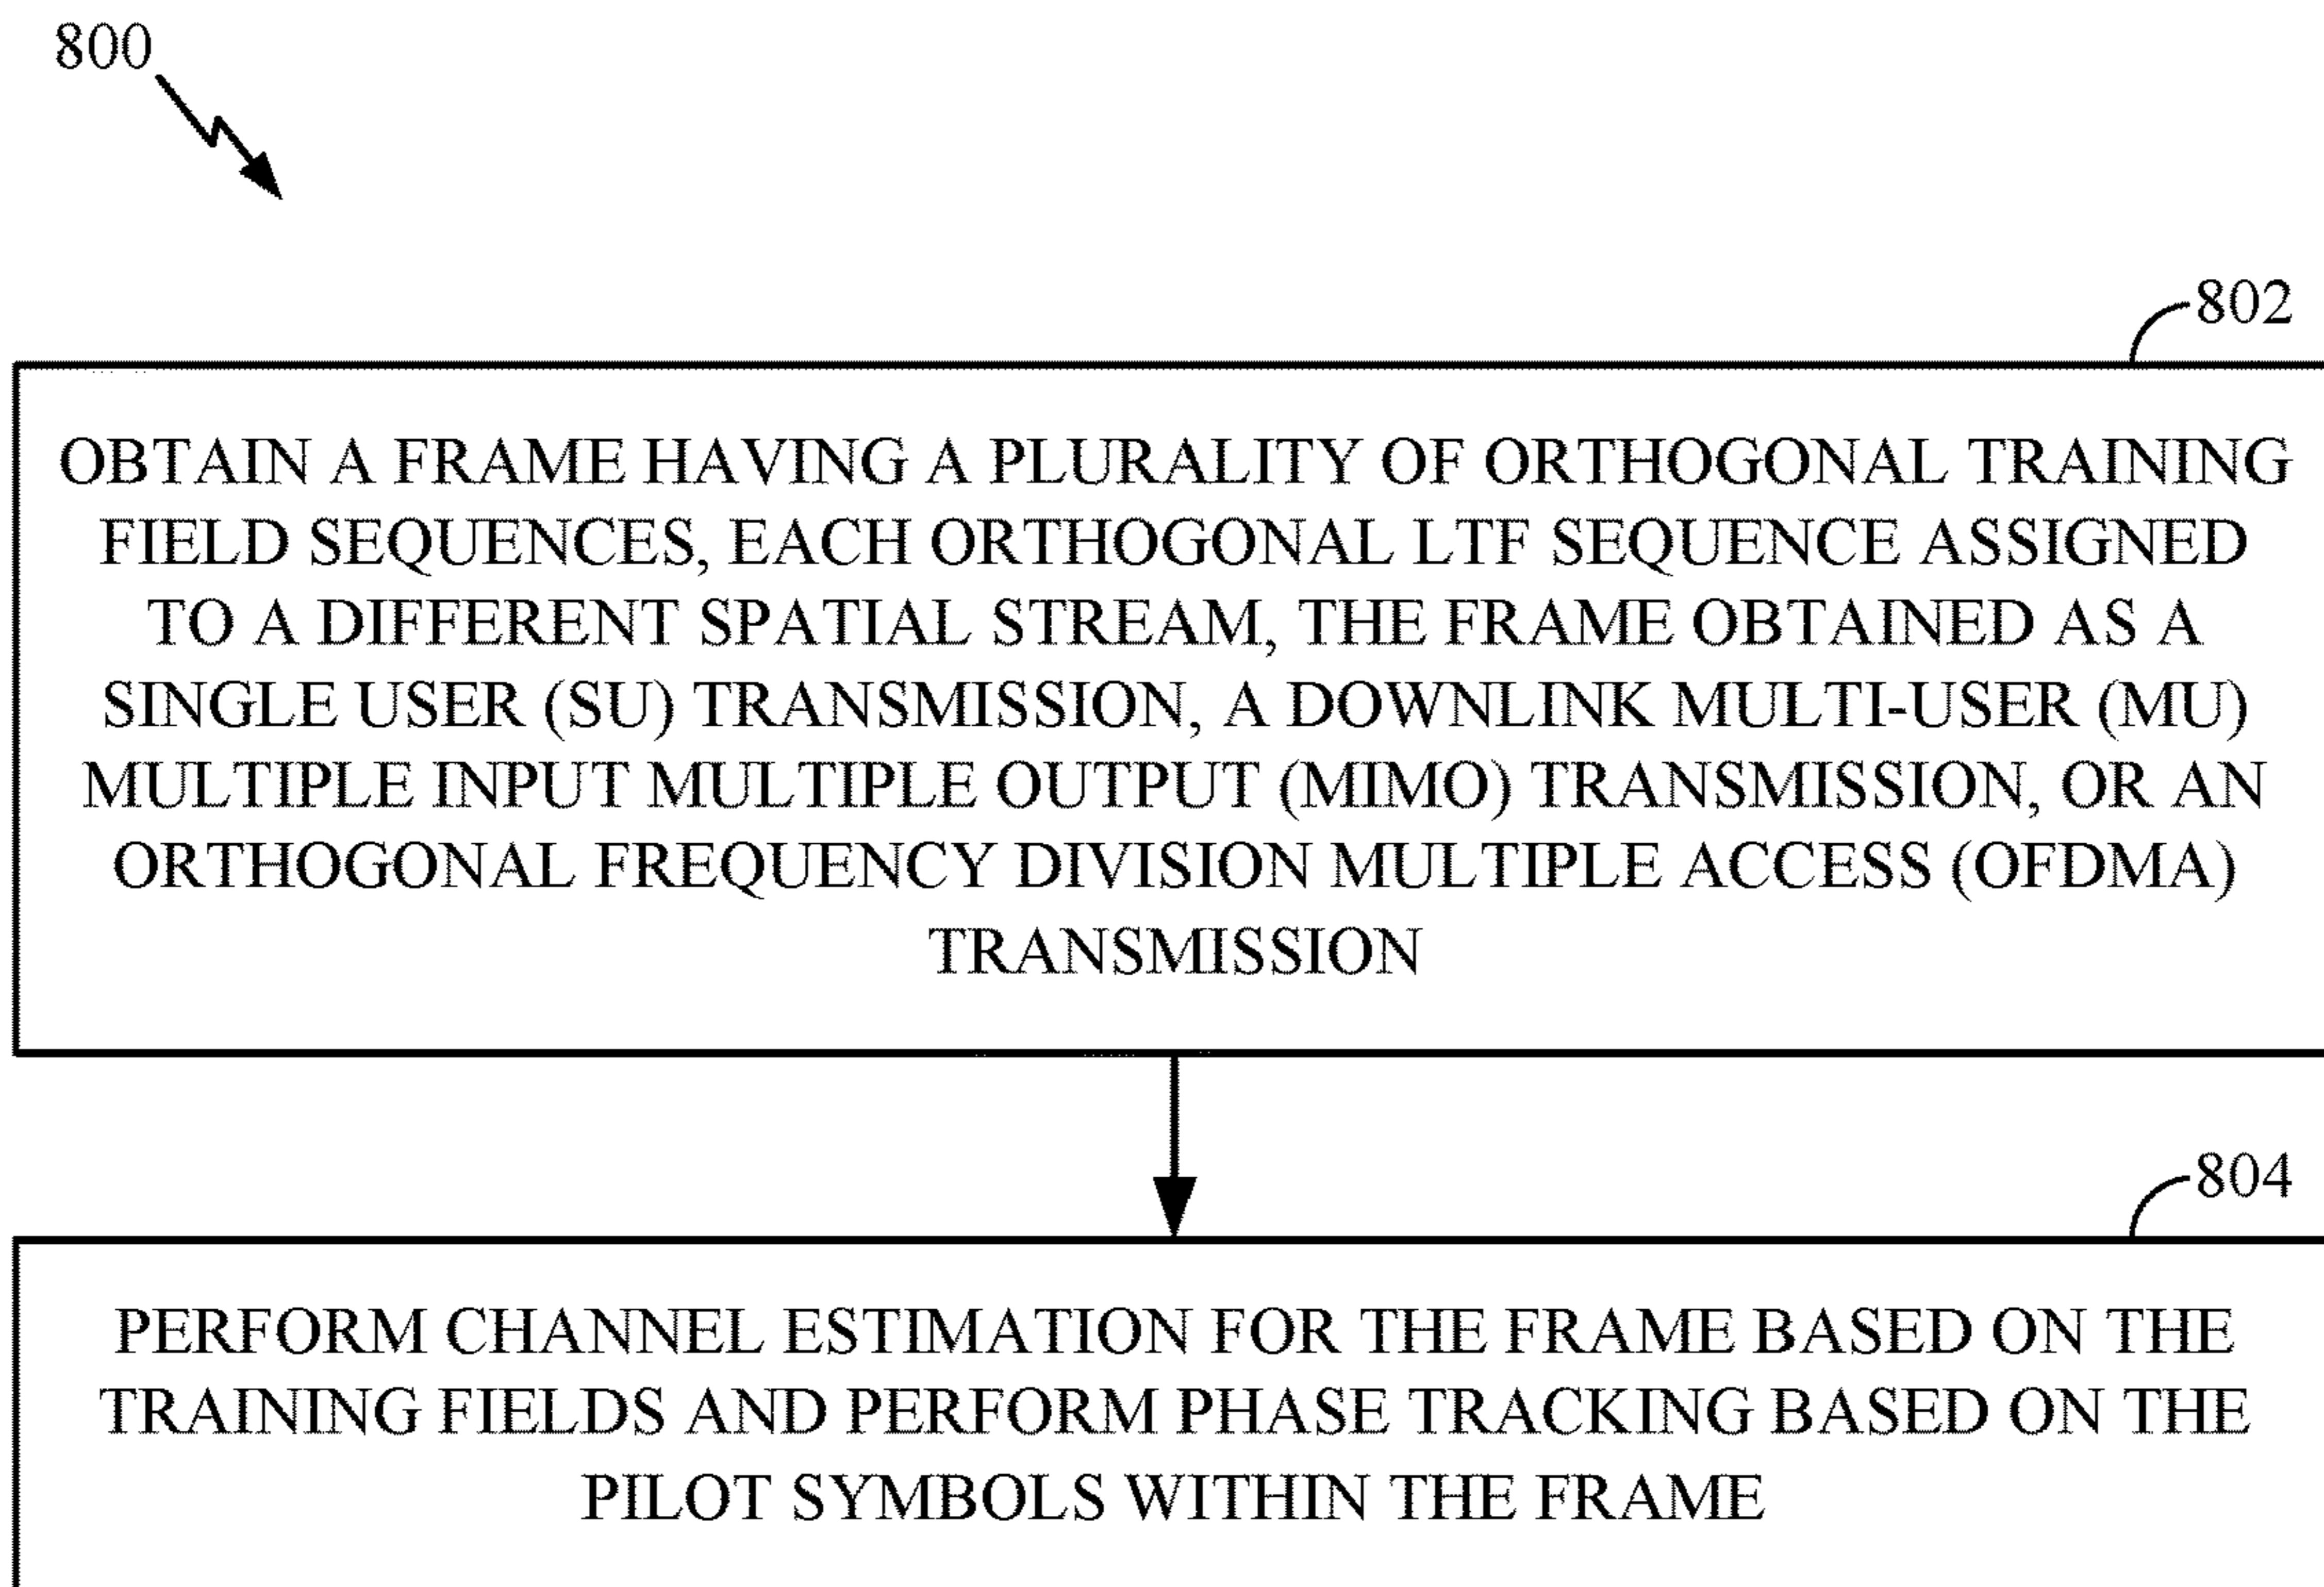 800
802
OBTAIN A FRAME HAVING A PLURALITY OF ORTHOGONAL TRAINING
FIELD SEQUENCES, EACH ORTHOGONAL LTF SEQUENCE ASSIGNED
TO A DIFFERENT SPATIAL STREAM, THE FRAME OBTAINED AS A
SINGLE USER (SU) TRANSMISSION, A DOWNLINK MULTI-USER (MU)
MULTIPLE INPUT MULTIPLE OUTPUT (MIMO) TRANSMISSION, OR AN
ORTHOGONAL FREQUENCY DIVISION MULTIPLE ACCESS (OFDMA)
TRANSMISSION
804
PERFORM CHANNEL ESTIMATION FOR THE FRAME BASED ON THE
TRAINING FIELDS AND PERFORM PHASE TRACKING BASED ON THE
PILOT SYMBOLS WITHIN THE FRAME